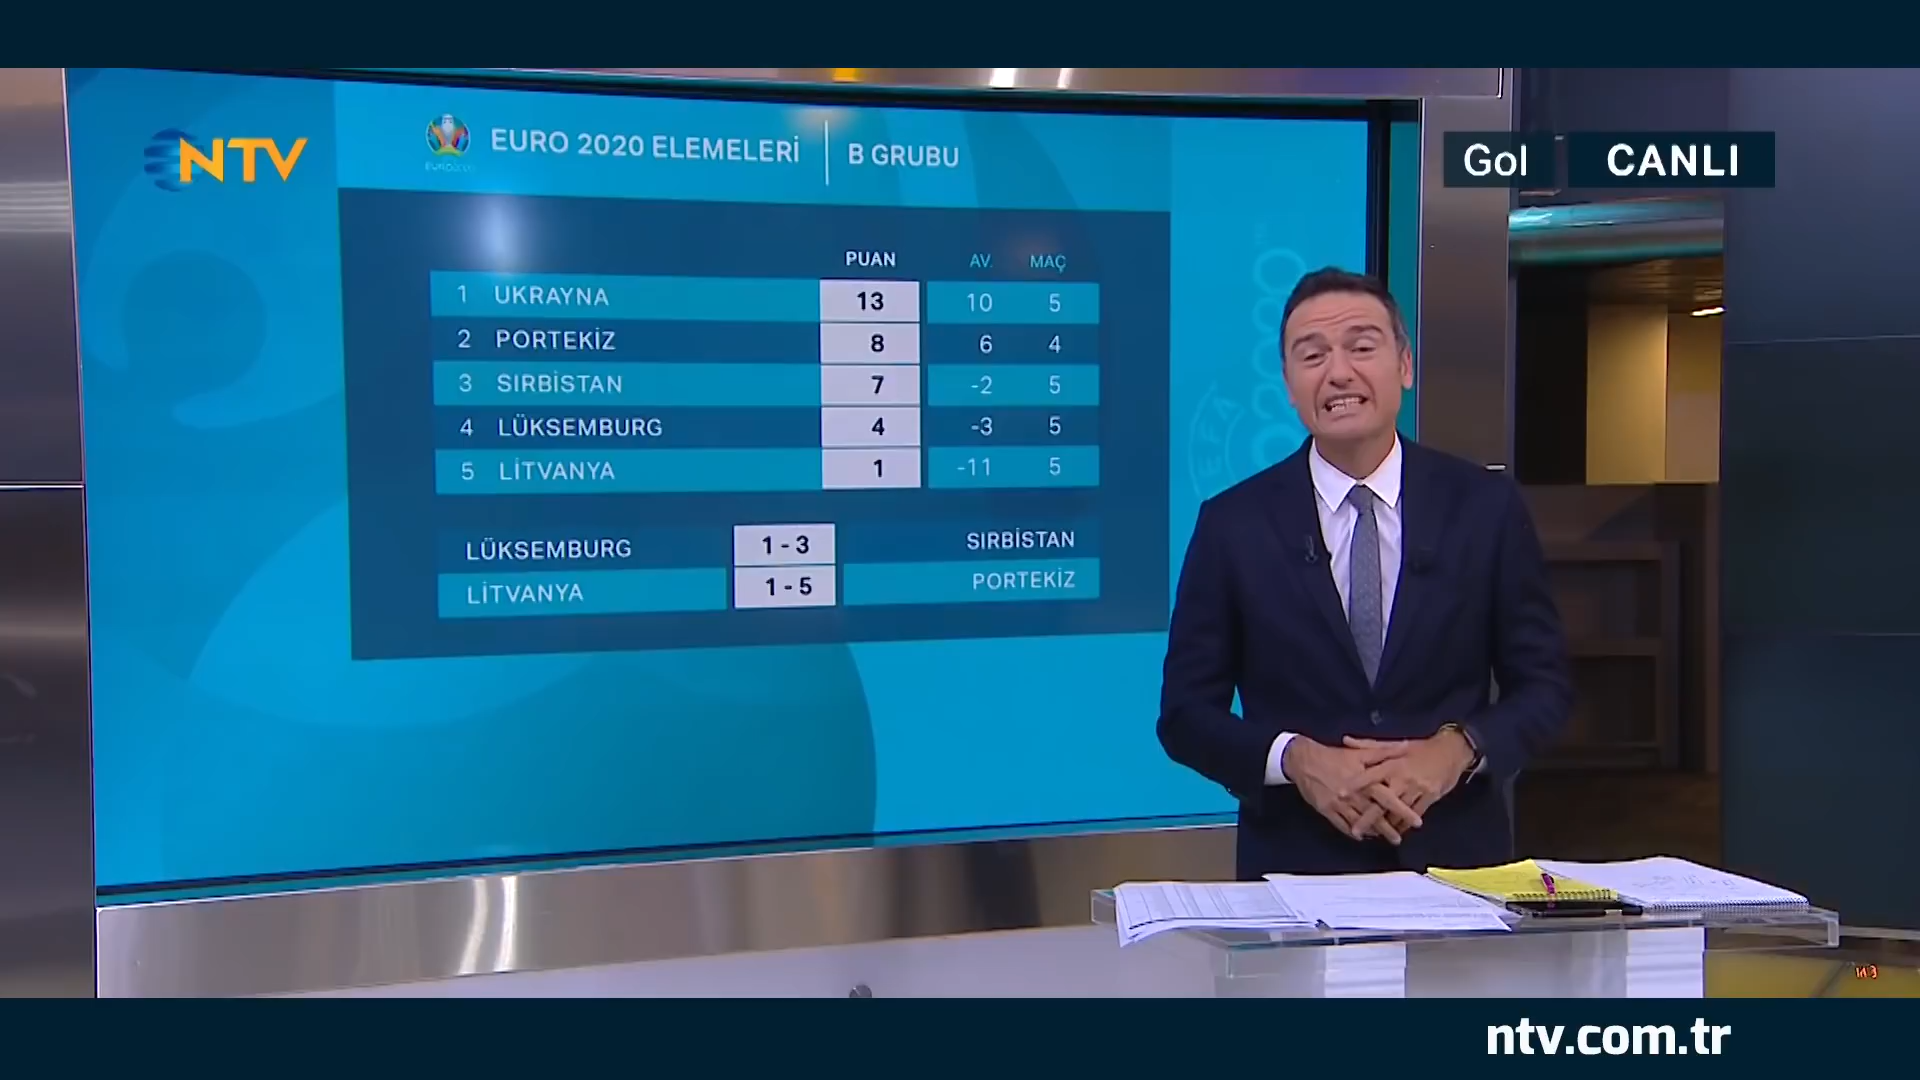 NTV
EURO 2020 ELEMELERİ B GRUBU
Gol CANLI
PUAN AV. MAÇ
1 UKRAYNA 13 10 5
2 PORTEKİZ 8 6 4
3 SIRBİSTAN 7 -2 5
4 LÜKSEMBURG 4 -3 5
5 LİTVANYA 1 -11 5
LÜKSEMBURG 1 - 3 SIRBİSTAN
LİTVANYA 1 - 5 PORTEKİZ
ntv.com.tr